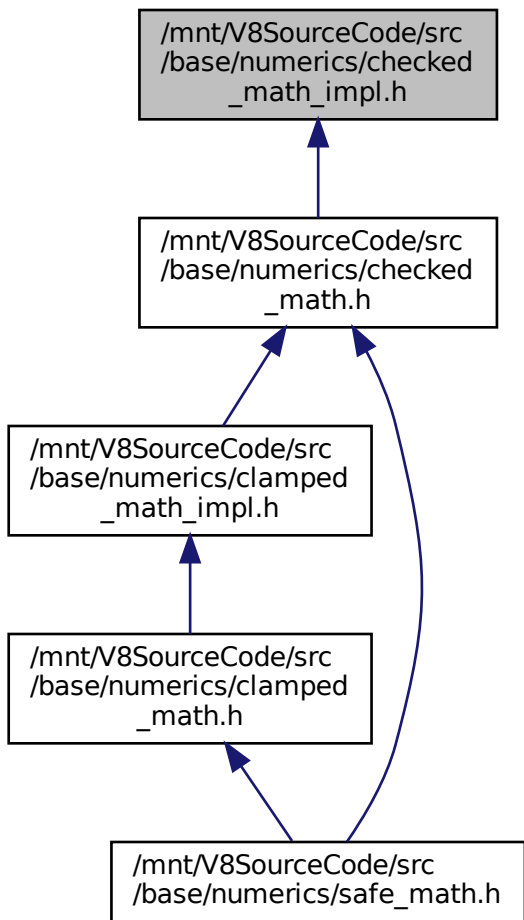 /mnt/V8SourceCode/src
/base/numerics/checked
_math_impl.h
/mnt/V8SourceCode/src
/base/numerics/checked
_math.h
/mnt/V8SourceCode/src
/base/numerics/clamped
_math_impl.h
/mnt/V8SourceCode/src
/base/numerics/clamped
_math.h
/mnt/V8SourceCode/src
/base/numerics/safe_math.h